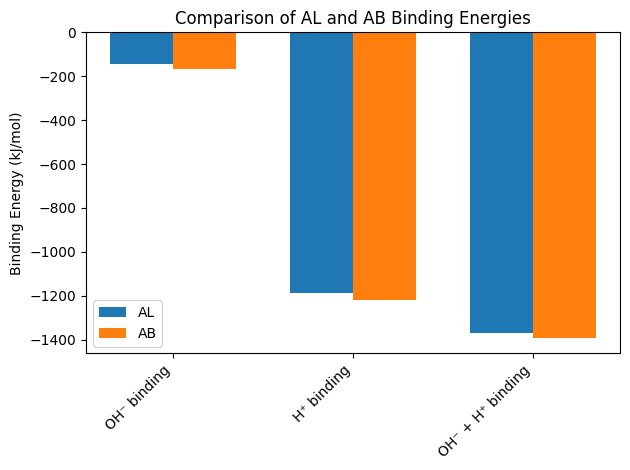 Comparison of AL and AB Binding Energies
Binding Energy (kJ/mol)
0
−200
−400
−600
−800
−1000
−1200
−1400
AL
AB
OH⁻ binding
H⁺ binding
OH⁻ + H⁺ binding